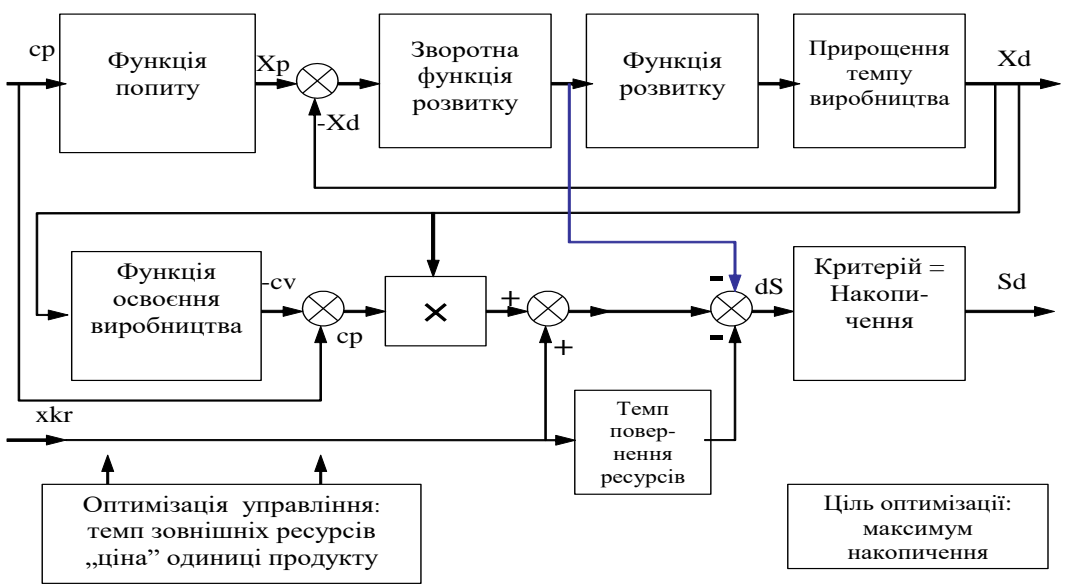 cp
Функція
попиту
Xp
-Xd
Зворотна
функція
розвитку
Функція
розвитку
Прирощення
темпу
виробництва
Xd
Функція
освоєння
виробництва
-cv
cp
×
+
+
-
-
dS
Критерій =
Накопи-
чення
Sd
xkr
Темп
повер-
нення
ресурсів
Оптимізація управління:
темп зовнішніх ресурсів
„ціна” одиниці продукту
Ціль оптимізації:
максимум
накопичення